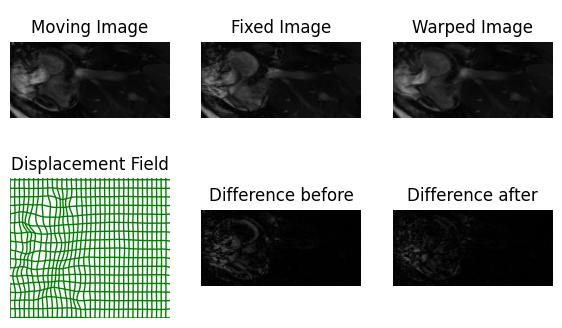 Moving Image
Fixed Image
Warped Image
Displacement Field
Difference before
Difference after